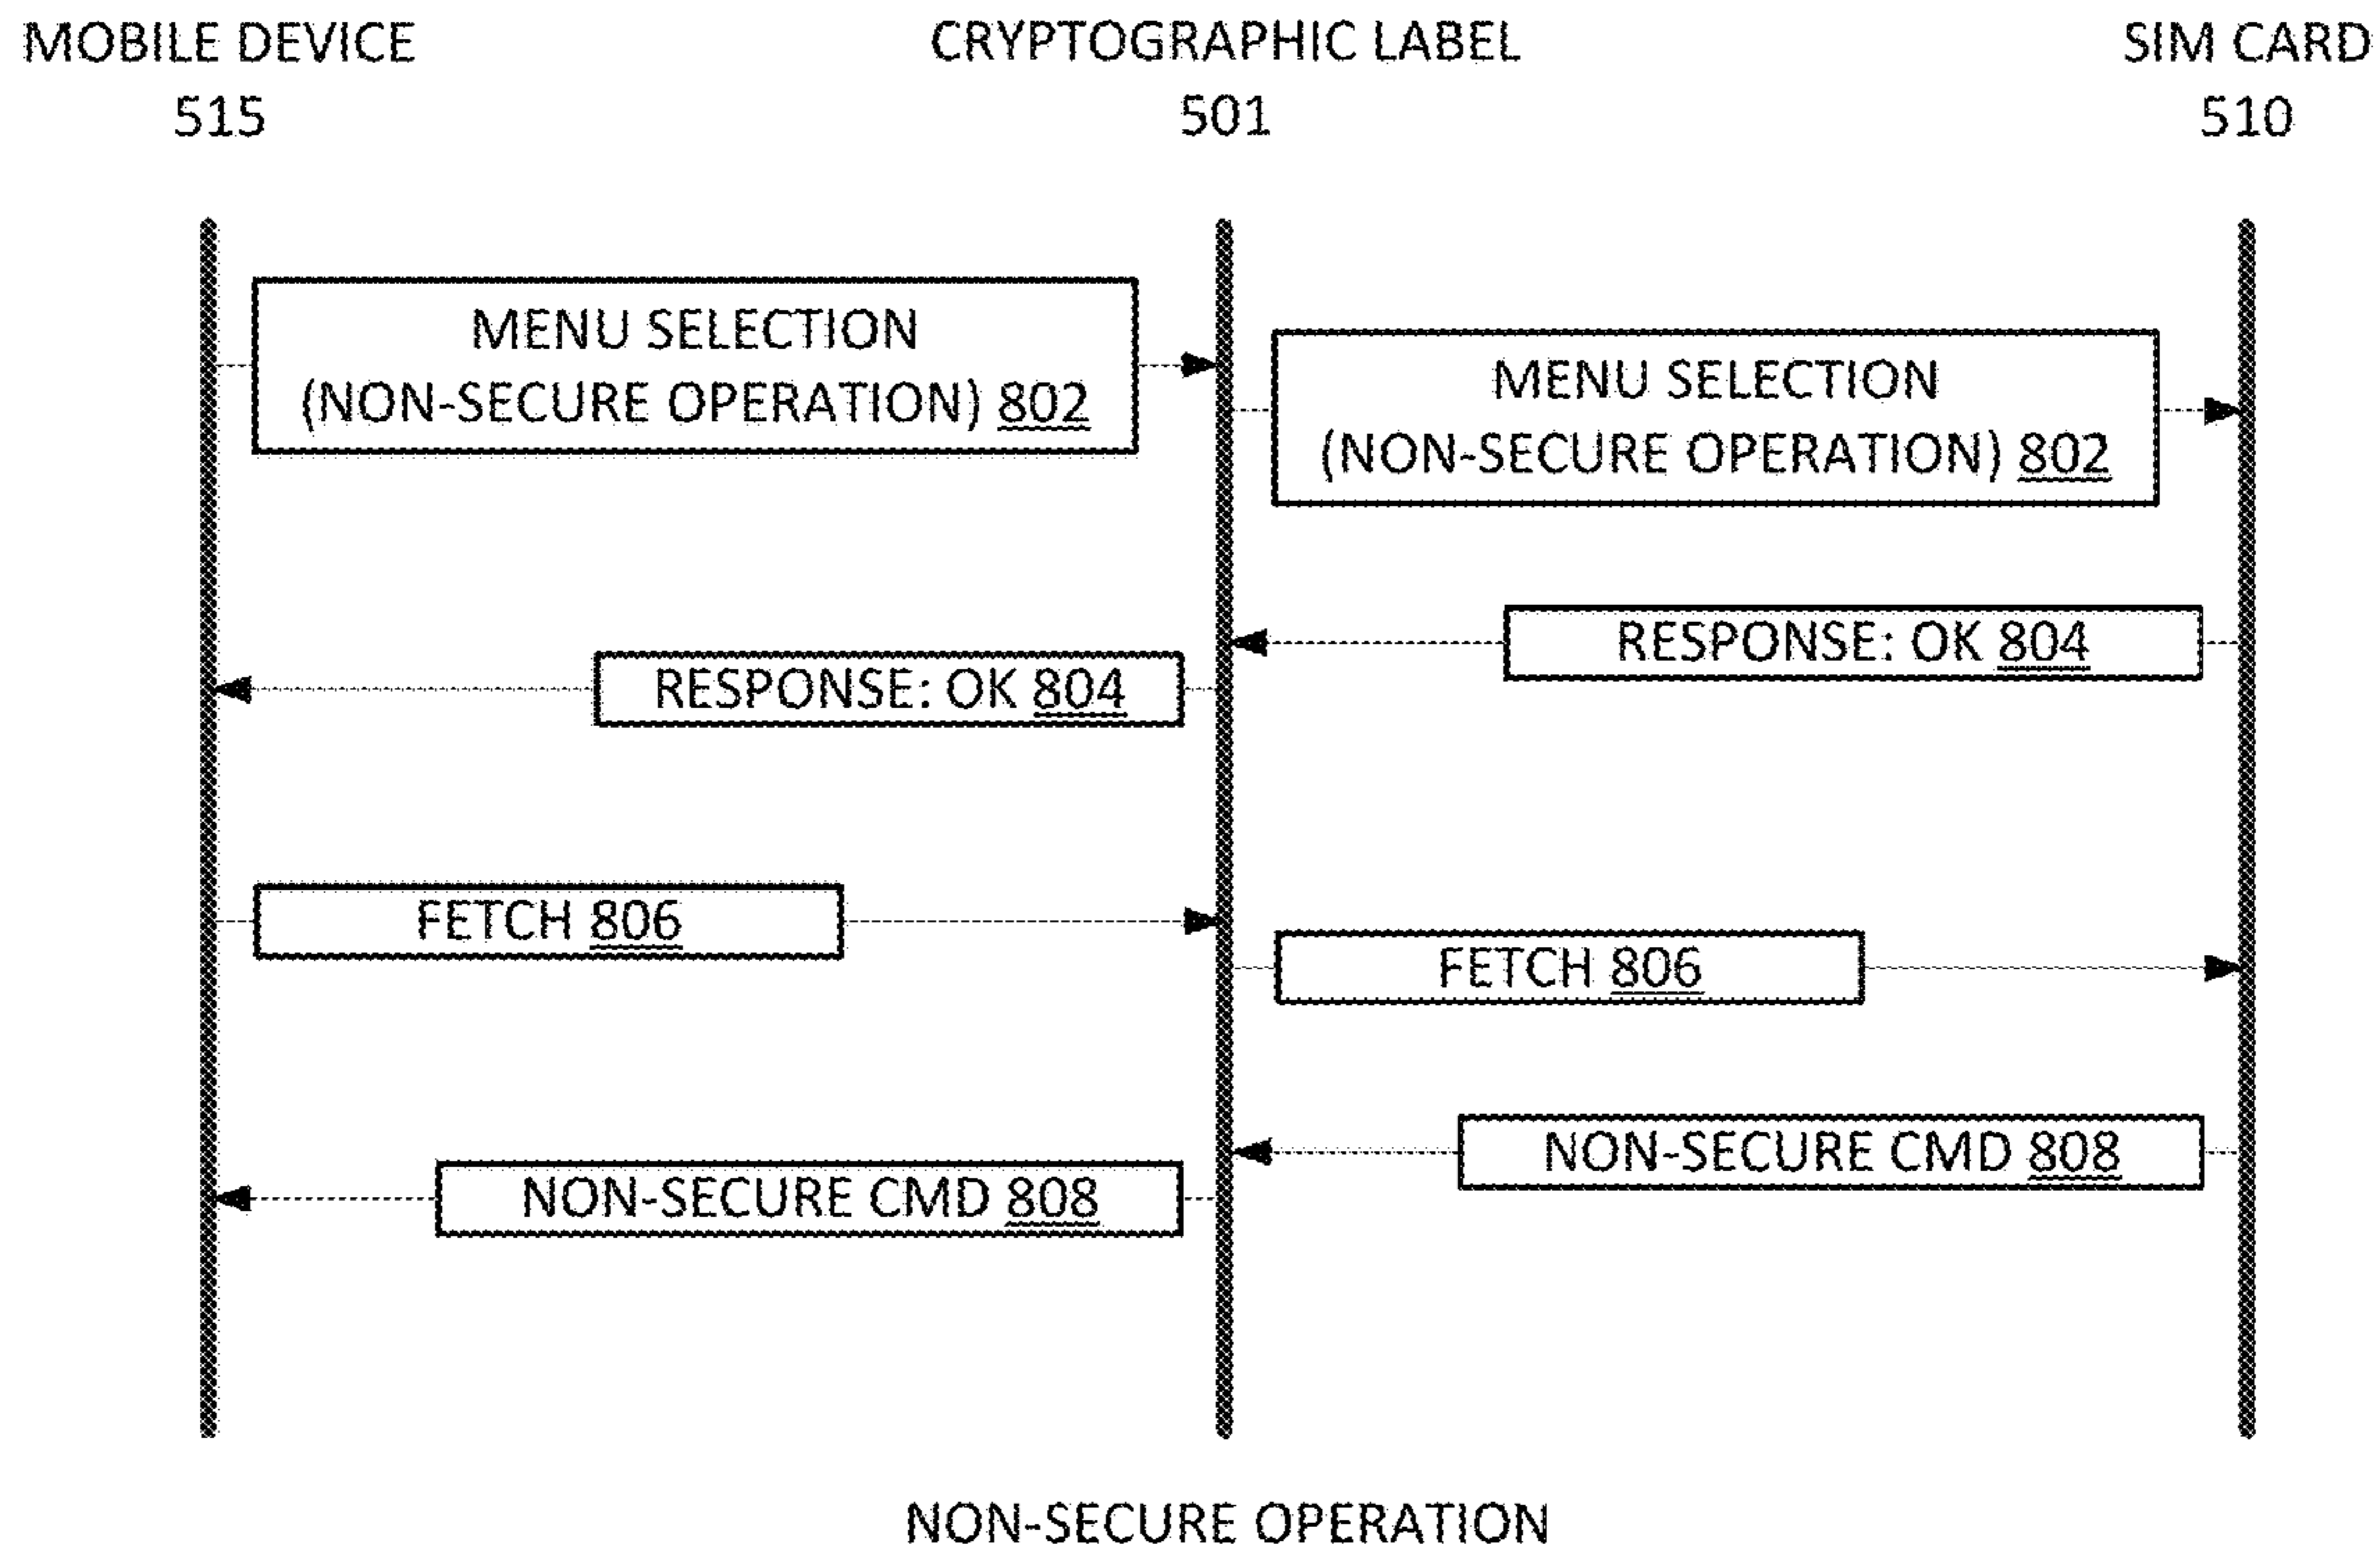 MOBILE DEVICE
515
CRYPTOGRAPHIC LABEL
501
SIM CARD
510
MENU SELECTION
(NON-SECURE OPERATION) 802
MENU SELECTION
(NON-SECURE OPERATION) 802
RESPONSE: OK 804
RESPONSE: OK 804
FETCH 806
FETCH 806
NON-SECURE CMD 808
NON-SECURE CMD 808
NON-SECURE OPERATION